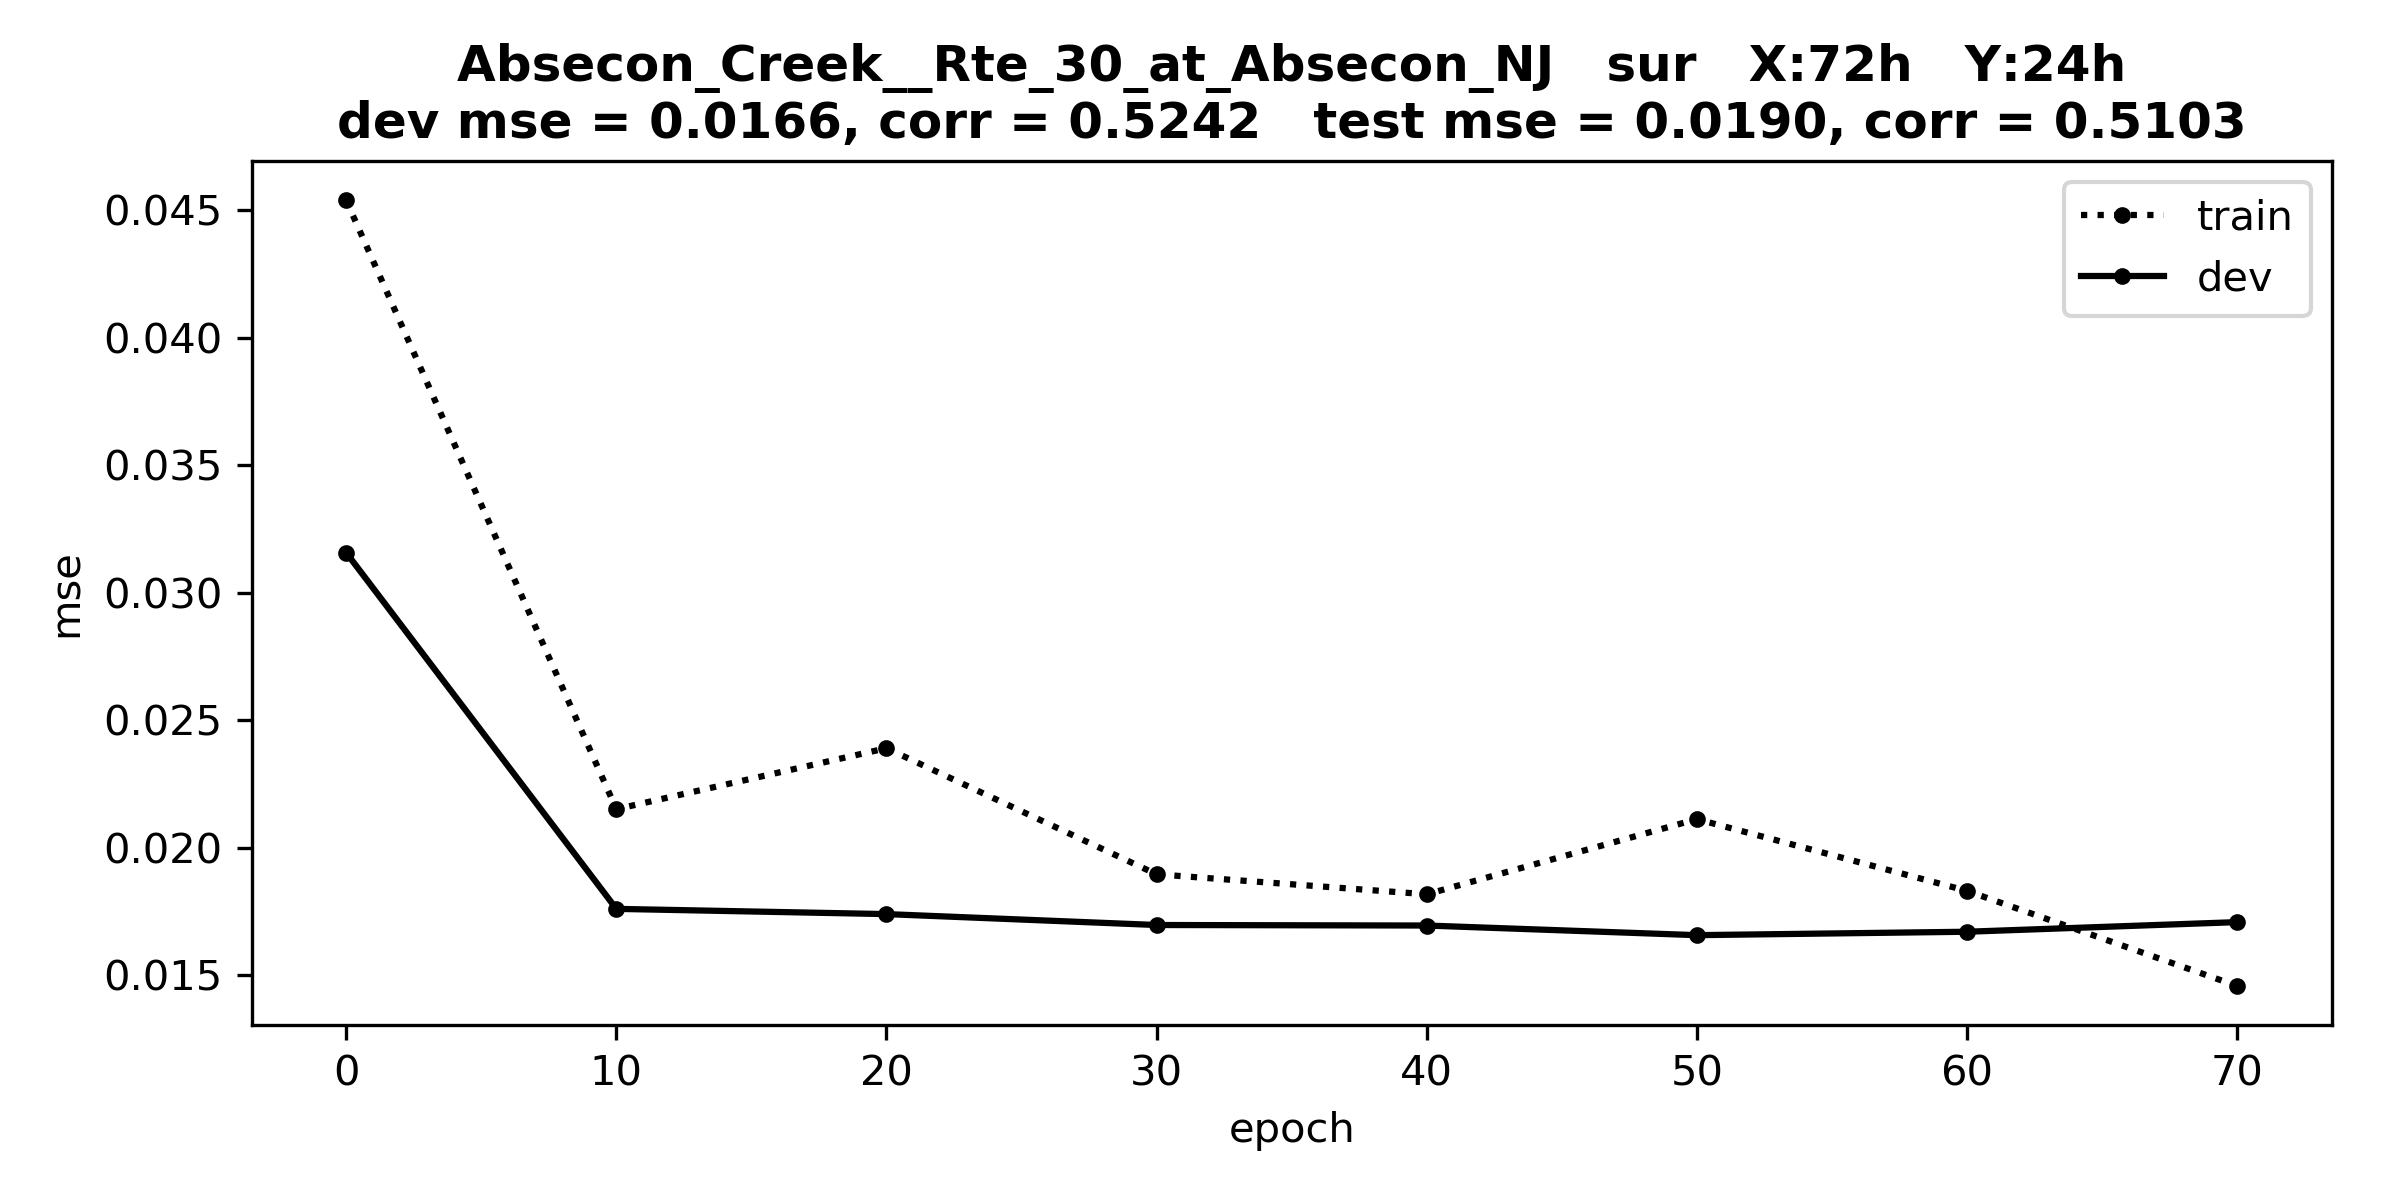 Absecon_Creek__Rte_30_at_Absecon_NJ   sur   X:72h   Y:24h
dev mse = 0.0166, corr = 0.5242   test mse = 0.0190, corr = 0.5103
train
dev
mse
0.045
0.040
0.035
0.030
0.025
0.020
0.015
0 10 20 30 40 50 60 70
epoch